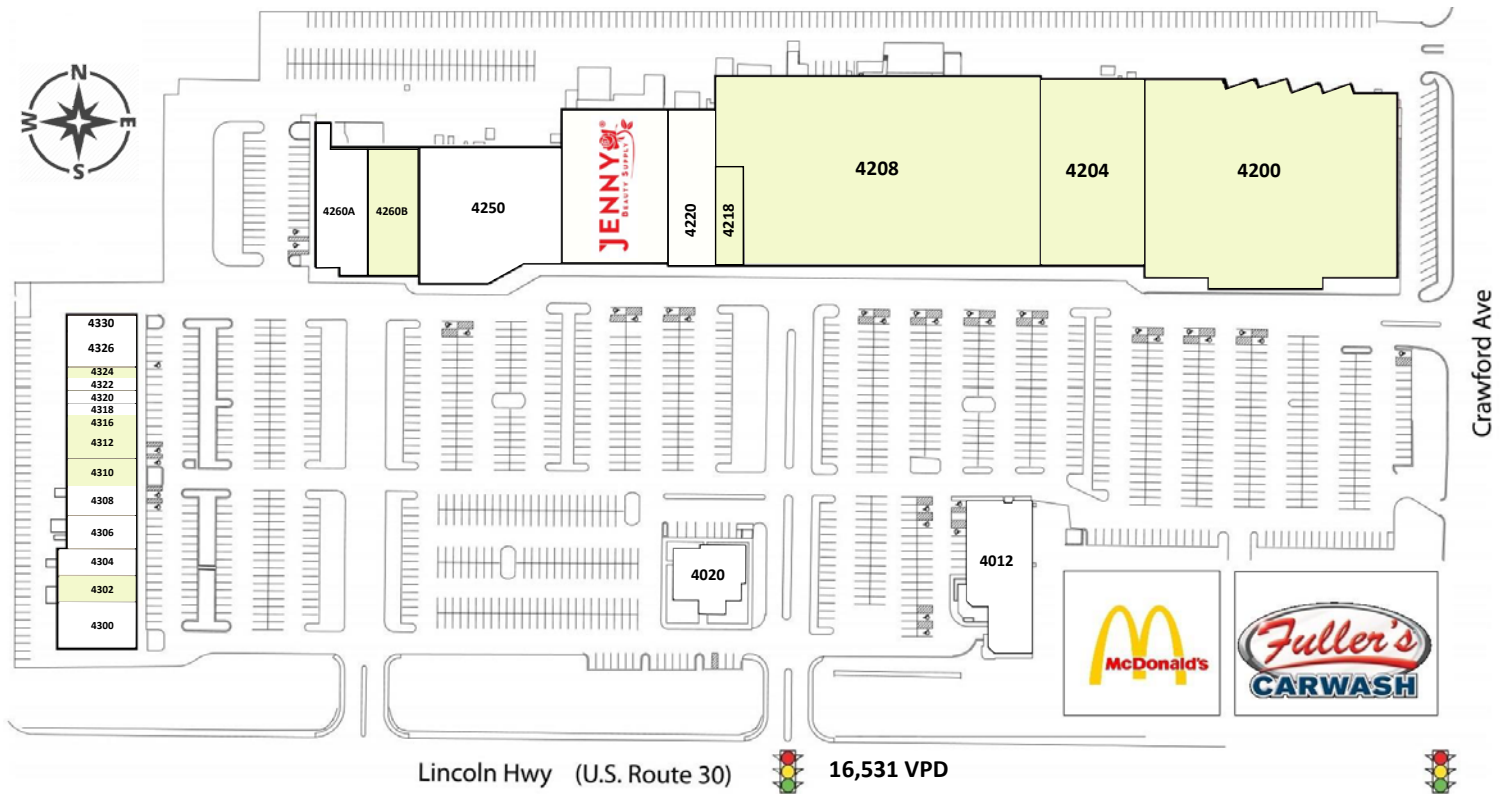 N
W
E
S
4260A
4260B
4250
JENNY®
BEAUTY SUPPLY
4220
4218
4208
4204
4200
Crawford Ave
4330
4326
4324
4322
4320
4318
4316
4312
4310
4308
4306
4304
4302
4300
4020
4012
McDonald's
Fuller's
CARWASH
Lincoln Hwy (U.S. Route 30)
16,531 VPD